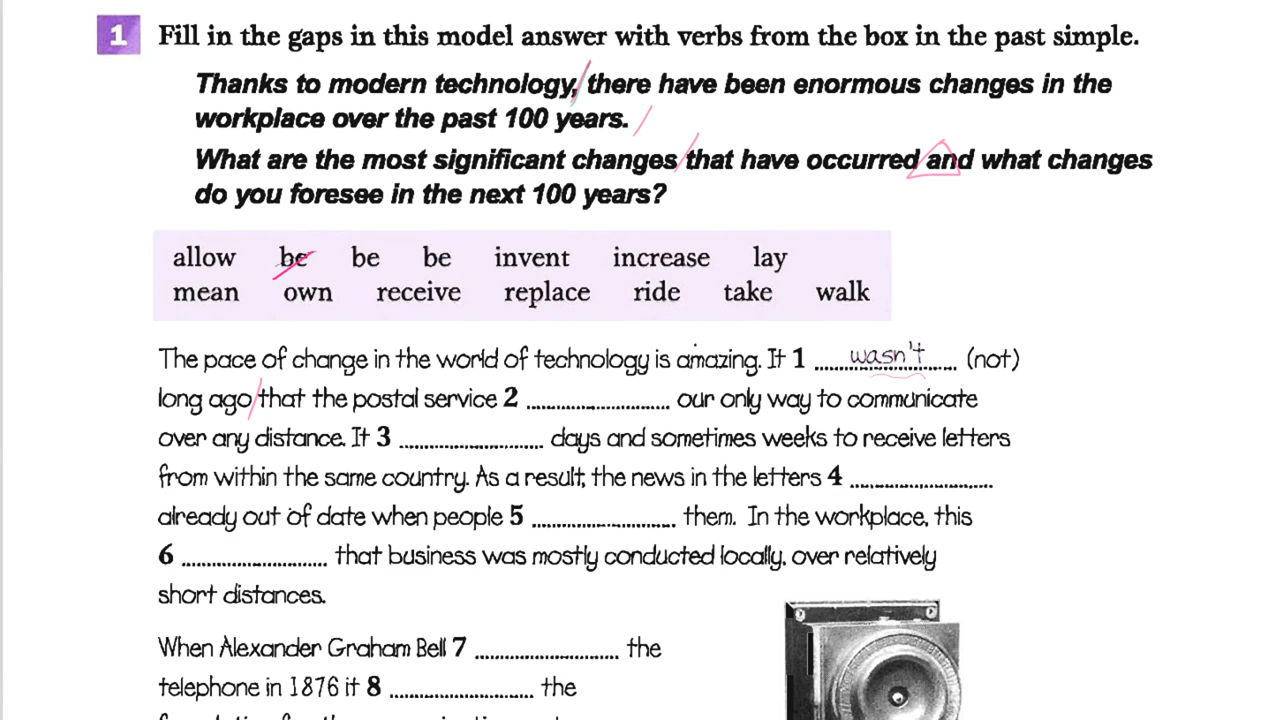 1 Fill in the gaps in this model answer with verbs from the box in the past simple.
Thanks to modern technology, there have been enormous changes in the
workplace over the past 100 years.
What are the most significant changes that have occurred and what changes
do you foresee in the next 100 years?
allow be be be invent increase lay
mean own receive replace ride take walk
The pace of change in the world of technology is amazing. It 1 wasn't (not)
long ago that the postal service 2 ........................ our only way to communicate
over any distance. It 3 ........................ days and sometimes weeks to receive letters
from within the same country. As a result, the news in the letters 4 ........................
already out of date when people 5 ........................ them. In the workplace, this
6 ........................ that business was mostly conducted locally, over relatively
short distances.
When Alexander Graham Bell 7 ........................ the
telephone in 1876 it 8 ........................ the